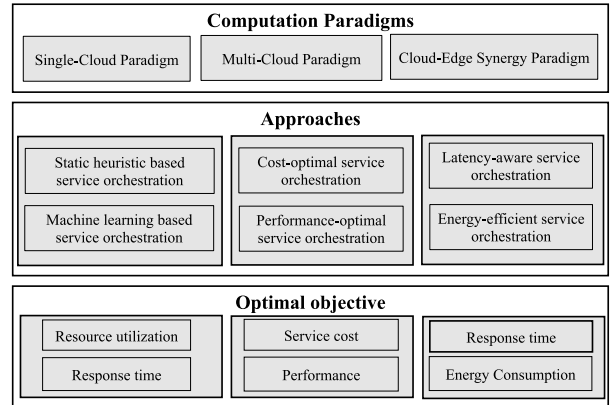 Computation Paradigms
Single-Cloud Paradigm
Multi-Cloud Paradigm
Cloud-Edge Synergy Paradigm
Approaches
Static heuristic based
service orchestration
Machine learning based
service orchestration
Cost-optimal service
orchestration
Performance-optimal
service orchestration
Latency-aware service
orchestration
Energy-efficient service
orchestration
Optimal objective
Resource utilization
Response time
Service cost
Performance
Response time
Energy Consumption